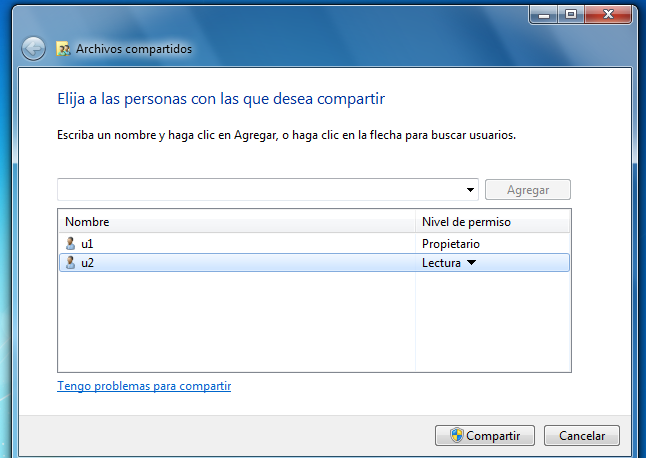 Archivos compartidos
Elija a las personas con las que desea compartir
Escriba un nombre y haga clic en Agregar, o haga clic en la flecha para buscar usuarios.
Agregar
Nombre Nivel de permiso
u1 Propietario
u2 Lectura
Tengo problemas para compartir
Compartir Cancelar